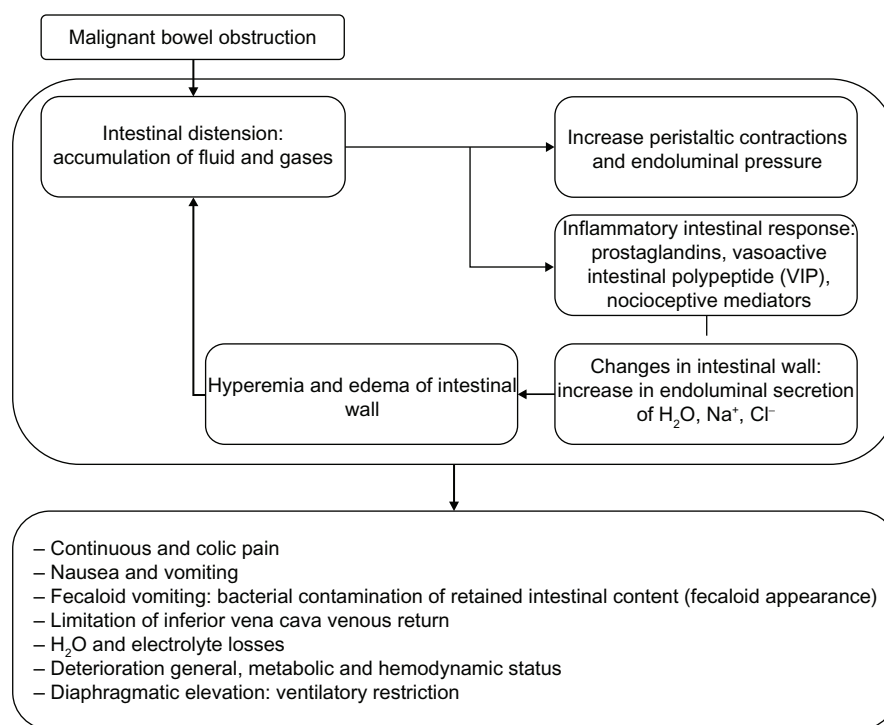 Malignant bowel obstruction
Intestinal distension:
accumulation of fluid and gases
Increase peristaltic contractions
and endoluminal pressure
Inflammatory intestinal response:
prostaglandins, vasoactive
intestinal polypeptide (VIP),
nocioceptive mediators
Changes in intestinal wall:
increase in endoluminal secretion
of H₂O, Na⁺, Cl⁻
Hyperemia and edema of intestinal
wall
– Continuous and colic pain
– Nausea and vomiting
– Fecaloid vomiting: bacterial contamination of retained intestinal content (fecaloid appearance)
– Limitation of inferior vena cava venous return
– H₂O and electrolyte losses
– Deterioration general, metabolic and hemodynamic status
– Diaphragmatic elevation: ventilatory restriction